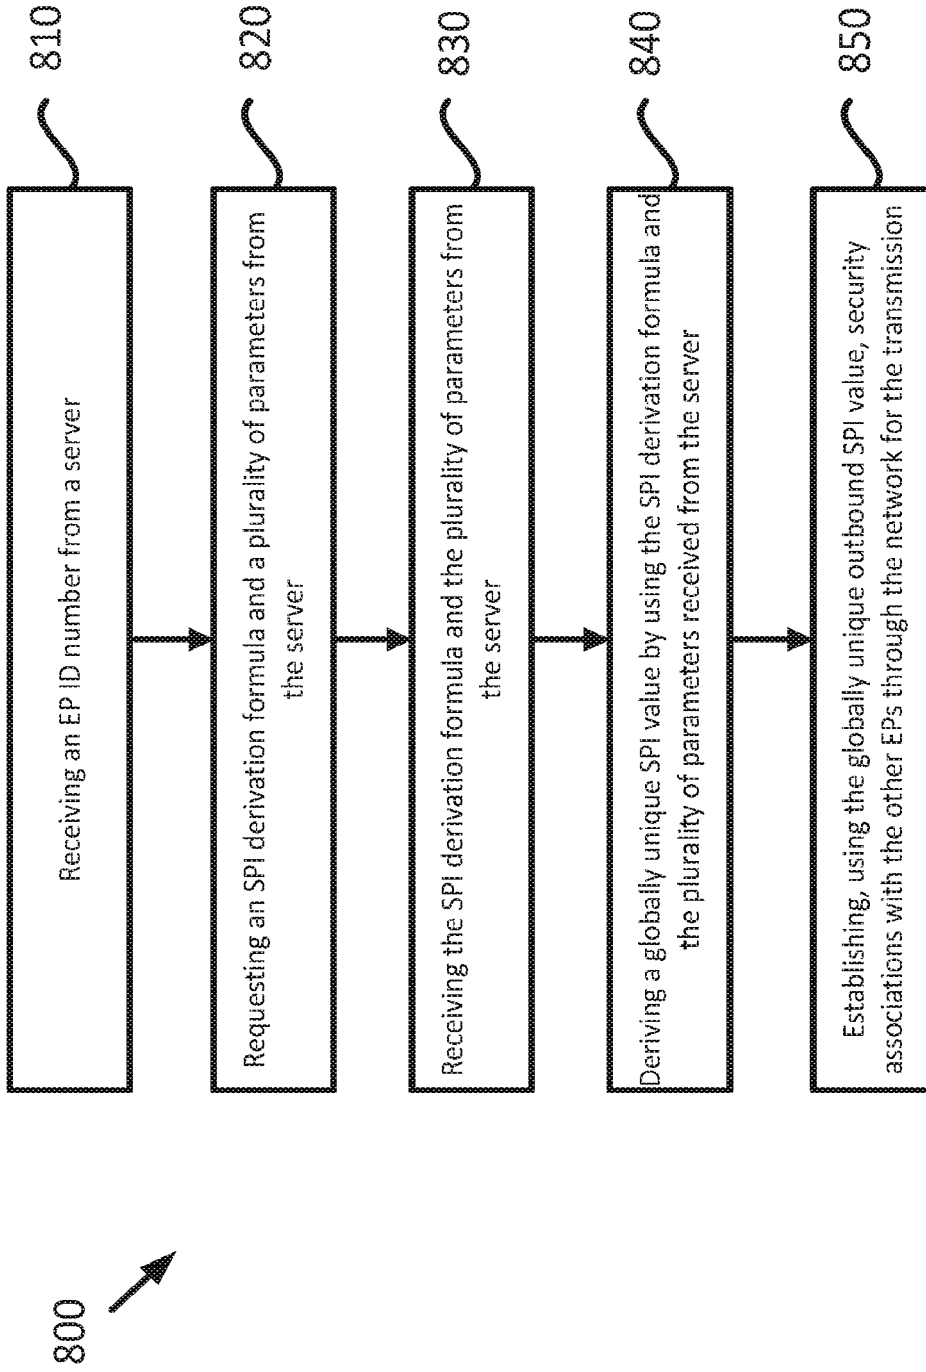 800
Receiving an EP ID number from a server
810
Requesting an SPI derivation formula and a plurality of parameters from
the server
820
Receiving the SPI derivation formula and the plurality of parameters from
the server
830
Deriving a globally unique SPI value by using the SPI derivation formula and
the plurality of parameters received from the server
840
Establishing, using the globally unique outbound SPI value, security
associations with the other EPs through the network for the transmission
850